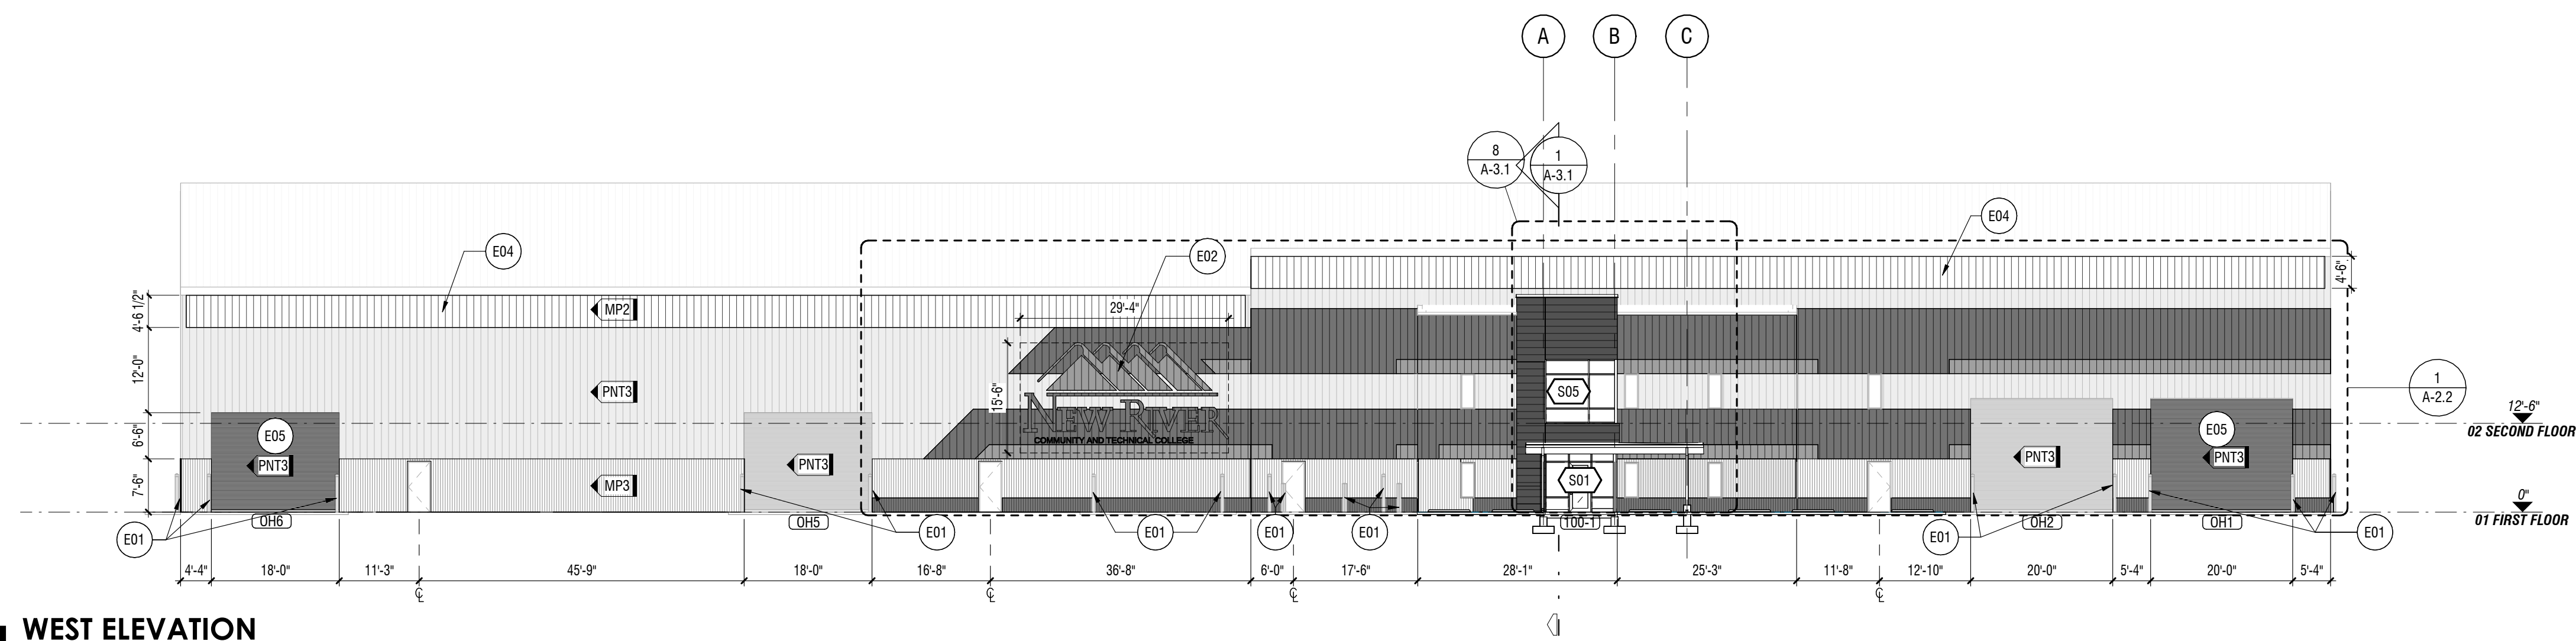 A
B
C
8
A-3.1
1
A-3.1
E04
E04
E02
4'-6"
4'-6 1/2"
MP2
29'-4"
12'-0"
PNT3
15'-6"
S05
1
A-2.2
NEW RIVER
COMMUNITY AND TECHNICAL COLLEGE
12'-6"
02 SECOND FLOOR
6'-6"
E05
PNT3
PNT3
PNT3
E05
PNT3
7'-6"
MP3
S01
0"
01 FIRST FLOOR
OH6
OH5
100-1
OH2
OH1
E01
E01
E01
E01
E01
E01
E01
4'-4"
18'-0"
11'-3"
45'-9"
18'-0"
16'-8"
36'-8"
6'-0"
17'-6"
28'-1"
25'-3"
11'-8"
12'-10"
20'-0"
5'-4"
20'-0"
5'-4"
℄
℄
℄
℄
WEST ELEVATION